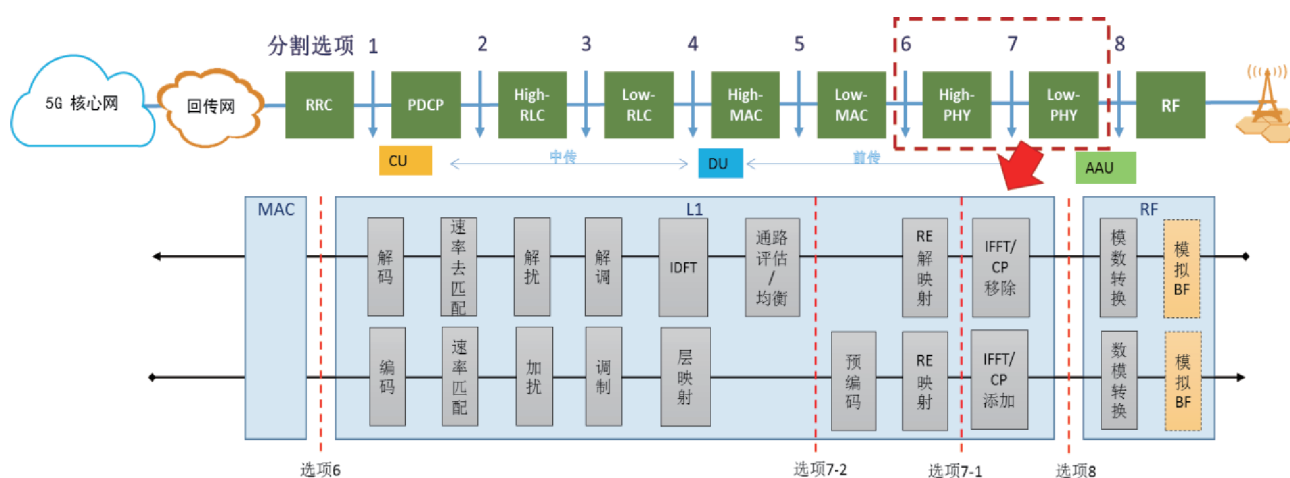 分割选项 1 2 3 4 5 6 7 8
5G 核心网
回传网
RRC
PDCP
High-
RLC
Low-
RLC
High-
MAC
Low-
MAC
High-
PHY
Low-
PHY
RF
CU
中传
DU
前传
AAU
MAC
L1
RF
解码
速率去匹配
解扰
解调
IDFT
通路
评估
/
均衡
RE
解映射
IFFT/
CP
移除
模数转换
模拟
BF
编码
速率匹配
加扰
调制
层映射
预编码
RE
映射
IFFT/
CP
添加
数模转换
模拟
BF
选项6
选项7-2
选项7-1
选项8